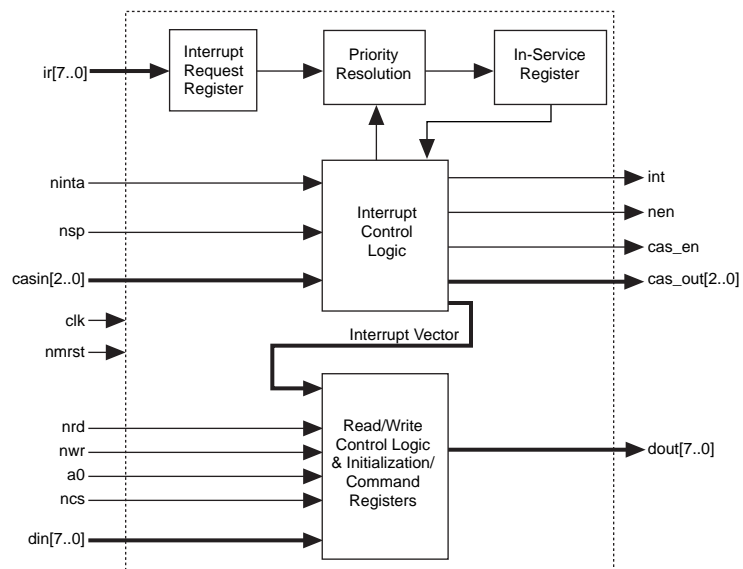 ir[7..0]
Interrupt
Request
Register
Priority
Resolution
In-Service
Register
ninta
nsp
casin[2..0]
clk
nmrst
Interrupt
Control
Logic
int
nen
cas_en
cas_out[2..0]
Interrupt Vector
nrd
nwr
a0
ncs
din[7..0]
Read/Write
Control Logic
& Initialization/
Command
Registers
dout[7..0]